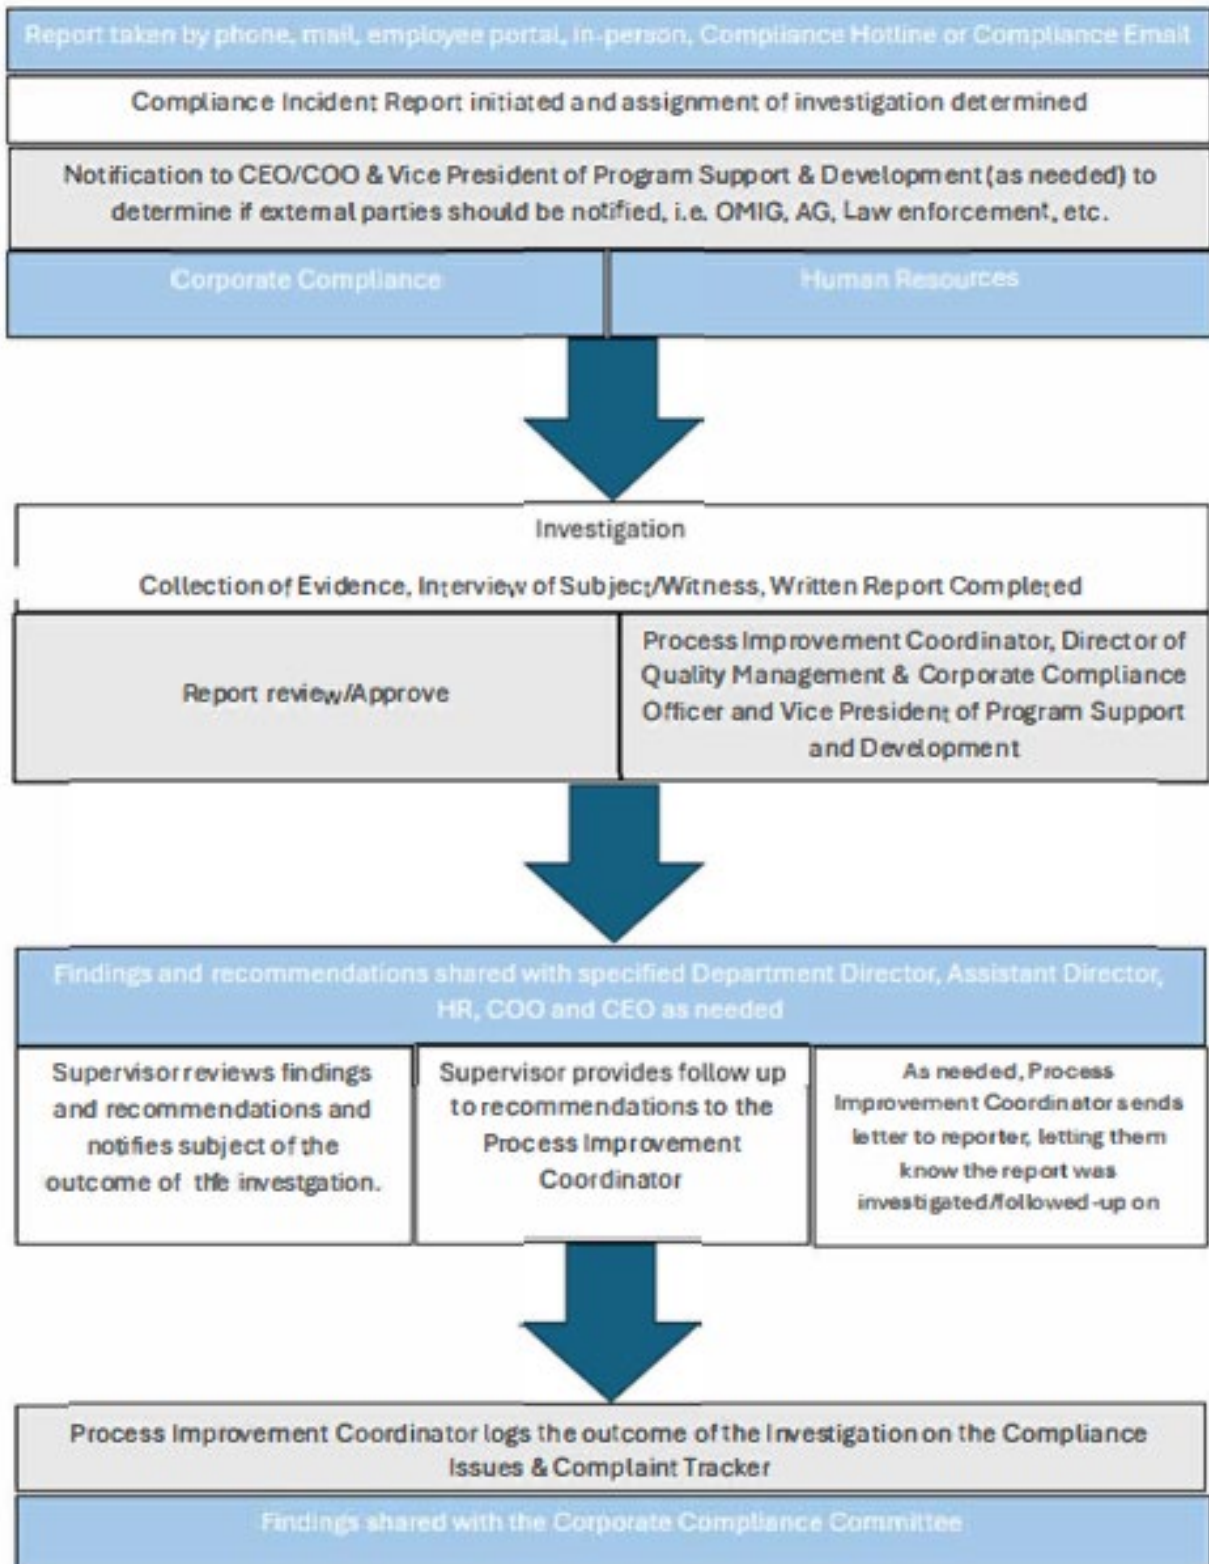 Report taken by phone, mail, employee portal, in-person, Compliance Hotline or Compliance Email
Compliance Incident Report initiated and assignment of investigation determined
Notification to CEO/COO & Vice President of Program Support & Development (as needed) to
determine if external parties should be notified, i.e. OMIG, AG, Law enforcement, etc.
Corporate Compliance
Human Resources
Investigation
Collection of Evidence, Interview of Subject/Witness, Written Report Completed
Report review/Approve
Process Improvement Coordinator, Director of
Quality Management & Corporate Compliance
Officer and Vice President of Program Support
and Development
Findings and recommendations shared with specified Department Director, Assistant Director,
HR, COO and CEO as needed
Supervisor reviews findings
and recommendations and
notifies subject of the
outcome of the investgation.
Supervisor provides follow up
to recommendations to the
Process Improvement
Coordinator
As needed, Process
Improvement Coordinator sends
letter to reporter, letting them
know the report was
investigated/followed-up on
Process Improvement Coordinator logs the outcome of the Investigation on the Compliance
Issues & Complaint Tracker
Findings shared with the Corporate Compliance Committee